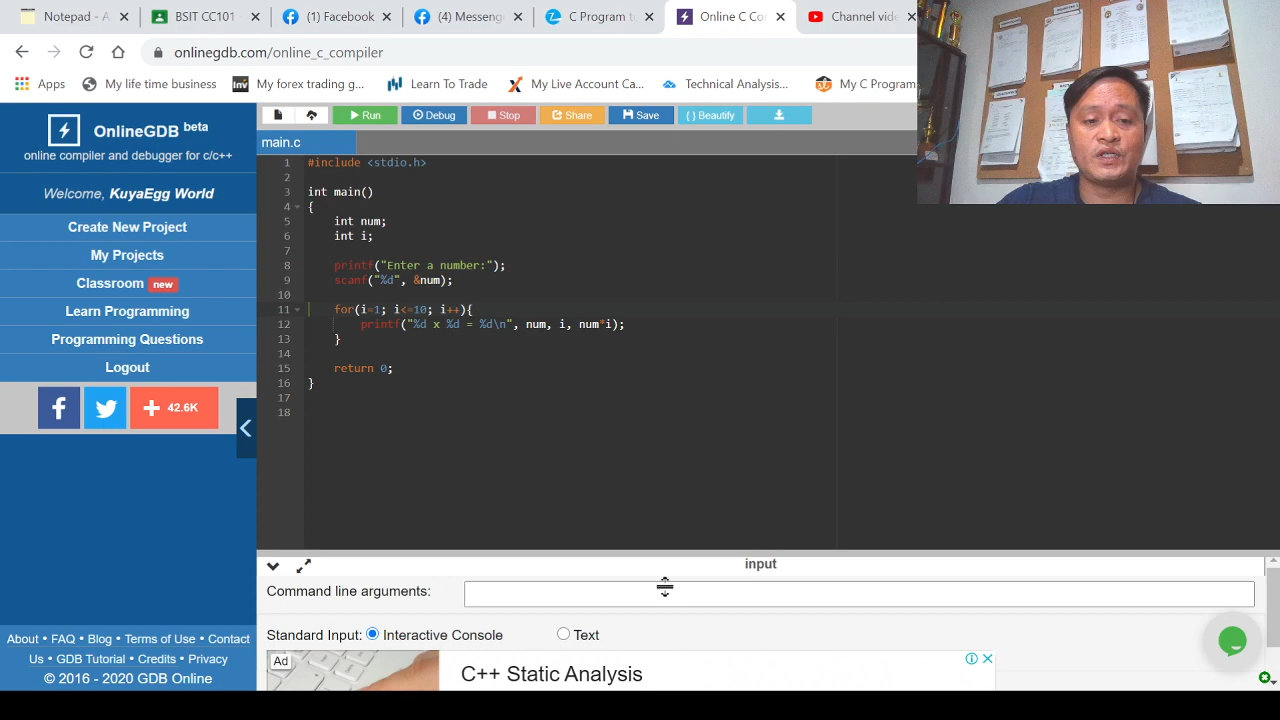 Notepad - A
BSIT CC101
(1) Facebook
(4) Messeng
C Program t
Online C Co
Channel vide
onlinegdb.com/online_c_compiler
Apps
My life time business
My forex trading g...
Learn To Trade
My Live Account Ca...
Technical Analysis...
My C Program
OnlineGDB beta
online compiler and debugger for c/c++
Welcome, KuyaEgg World
Create New Project
My Projects
Classroom new
Learn Programming
Programming Questions
Logout
42.6K
Run
Debug
Stop
Share
Save
{ } Beautify
main.c
1 #include <stdio.h>
2
3 int main()
4 {
5 int num;
6 int i;
7
8 printf("Enter a number:");
9 scanf("%d", &num);
10
11 for(i=1; i<=10; i++){
12 printf("%d x %d = %d\n", num, i, num*i);
13 }
14
15 return 0;
16 }
17
18
input
Command line arguments:
Standard Input: Interactive Console Text
Ad
C++ Static Analysis
About • FAQ • Blog • Terms of Use • Contact
Us • GDB Tutorial • Credits • Privacy
© 2016 - 2020 GDB Online